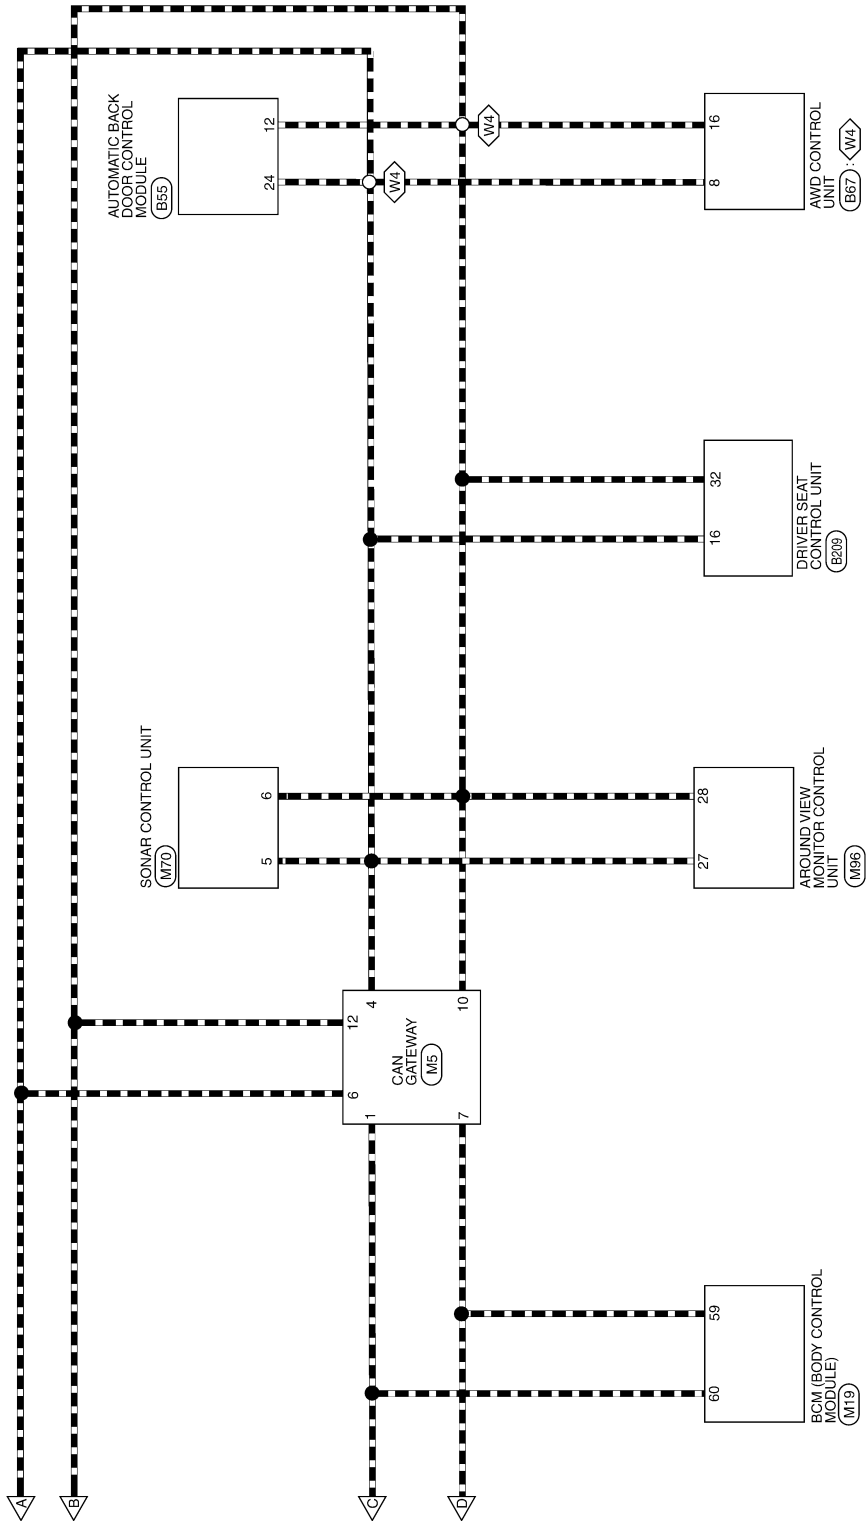 A
B
SONAR CONTROL UNIT
M70
5
6
AUTOMATIC BACK
DOOR CONTROL
MODULE
B55
24
12
C
D
6
12
1
4
CAN
GATEWAY
M5
7
10
W4
W4
60
59
BCM (BODY CONTROL
MODULE)
M19
27
28
AROUND VIEW
MONITOR CONTROL
UNIT
M96
16
32
DRIVER SEAT
CONTROL UNIT
B209
8
16
AWD CONTROL
UNIT
B67 : W4